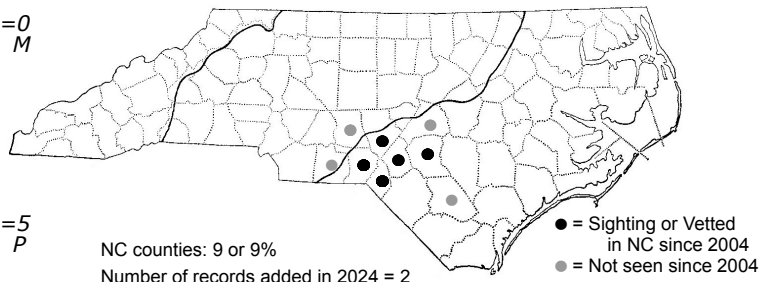 =0
M
=5
P
NC counties: 9 or 9%
Number of records added in 2024 = 2
= Sighting or Vetted
in NC since 2004
= Not seen since 2004